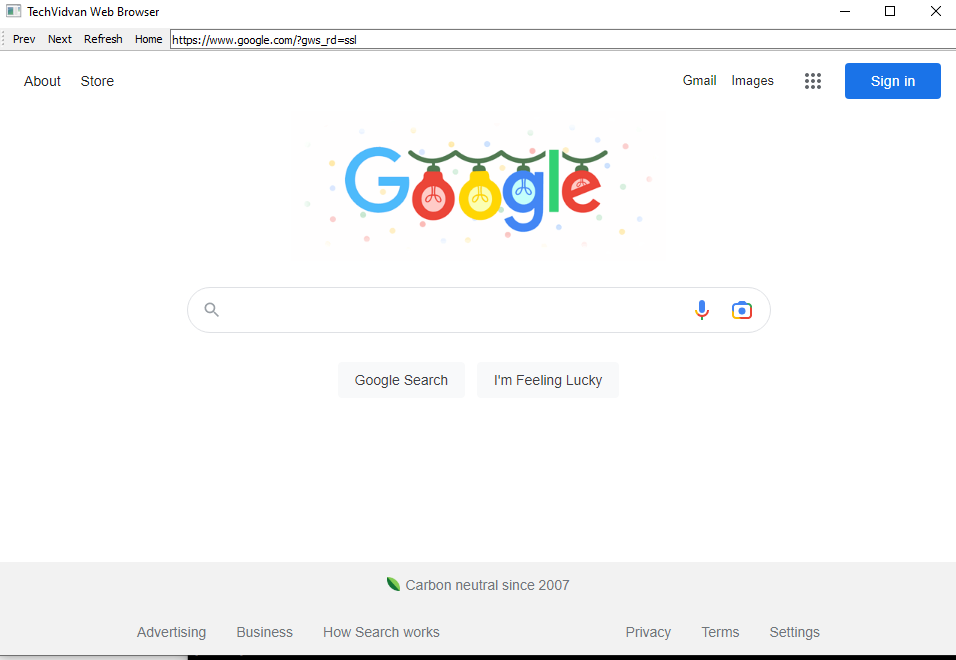 TechVidvan Web Browser
Prev Next Refresh Home https://www.google.com/?gws_rd=ssl
About Store Gmail Images Sign in
Google
Google Search I'm Feeling Lucky
Carbon neutral since 2007
Advertising Business How Search works Privacy Terms Settings